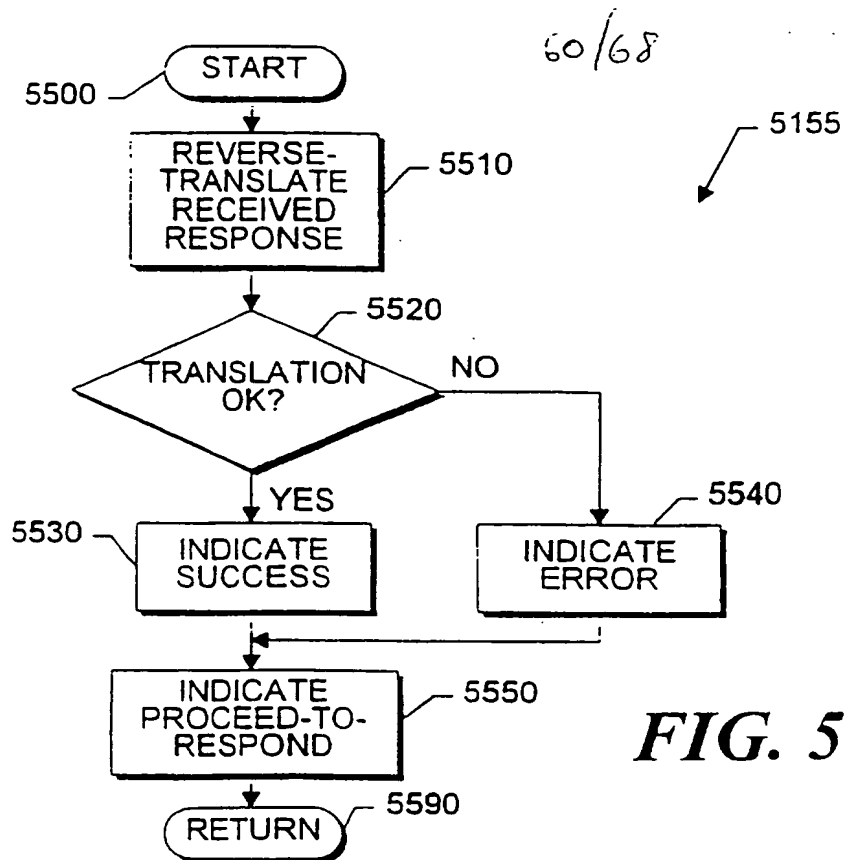 60/68
START
5500
5155
REVERSE-
TRANSLATE
RECEIVED
RESPONSE
5510
5520
TRANSLATION
OK?
NO
YES
5530
INDICATE
SUCCESS
5540
INDICATE
ERROR
INDICATE
PROCEED-TO-
RESPOND
5550
FIG. 5
RETURN
5590